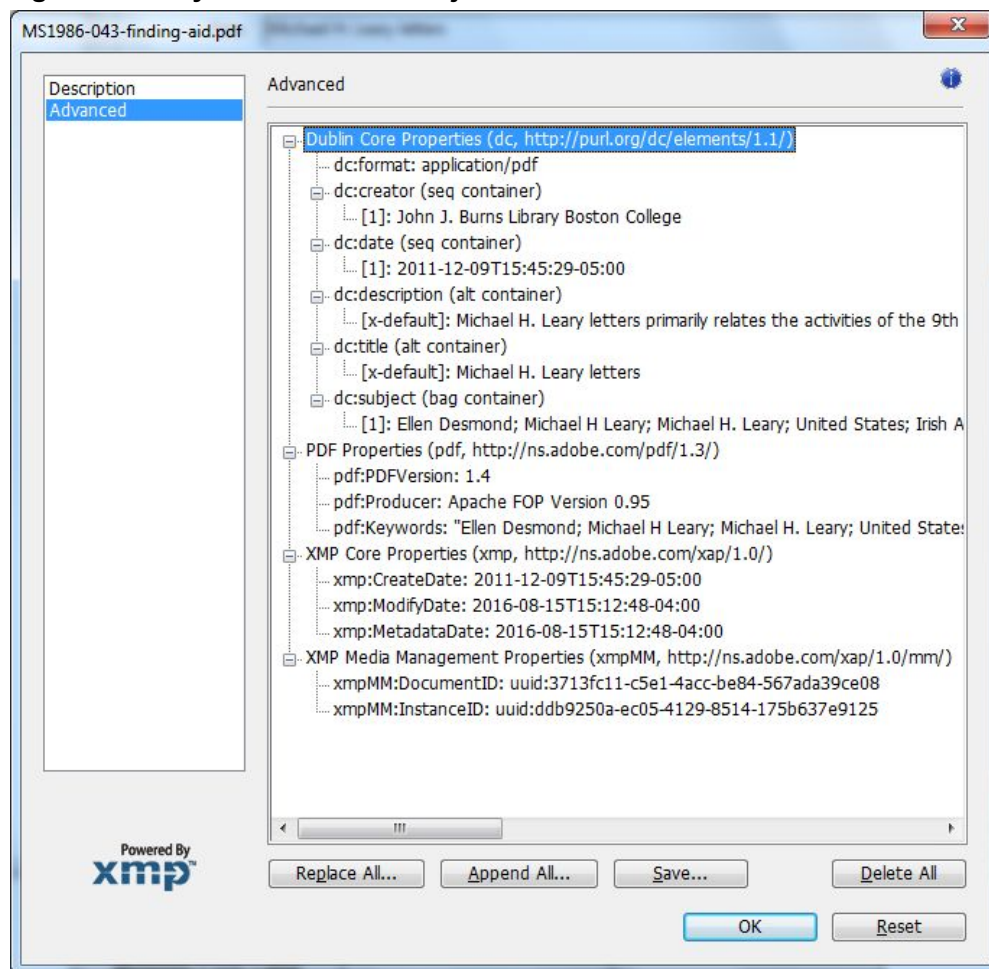 MS1986-043-finding-aid.pdf
Description
Advanced
Advanced
Dublin Core Properties (dc, http://purl.org/dc/elements/1.1/)
dc:format: application/pdf
dc:creator (seq container)
[1]: John J. Burns Library Boston College
dc:date (seq container)
[1]: 2011-12-09T15:45:29-05:00
dc:description (alt container)
[x-default]: Michael H. Leary letters primarily relates the activities of the 9th
dc:title (alt container)
[x-default]: Michael H. Leary letters
dc:subject (bag container)
[1]: Ellen Desmond; Michael H Leary; Michael H. Leary; United States; Irish A
PDF Properties (pdf, http://ns.adobe.com/pdf/1.3/)
pdf:PDFVersion: 1.4
pdf:Producer: Apache FOP Version 0.95
pdf:Keywords: "Ellen Desmond; Michael H Leary; Michael H. Leary; United States
XMP Core Properties (xmp, http://ns.adobe.com/xap/1.0/)
xmp:CreateDate: 2011-12-09T15:45:29-05:00
xmp:ModifyDate: 2016-08-15T15:12:48-04:00
xmp:MetadataDate: 2016-08-15T15:12:48-04:00
XMP Media Management Properties (xmpMM, http://ns.adobe.com/xap/1.0/mm/)
xmpMM:DocumentID: uuid:3713fc11-c5e1-4acc-be84-567ada39ce08
xmpMM:InstanceID: uuid:ddb9250a-ec05-4129-8514-175b637e9125
Powered By
xmp™
Replace All... Append All... Save... Delete All
OK Reset